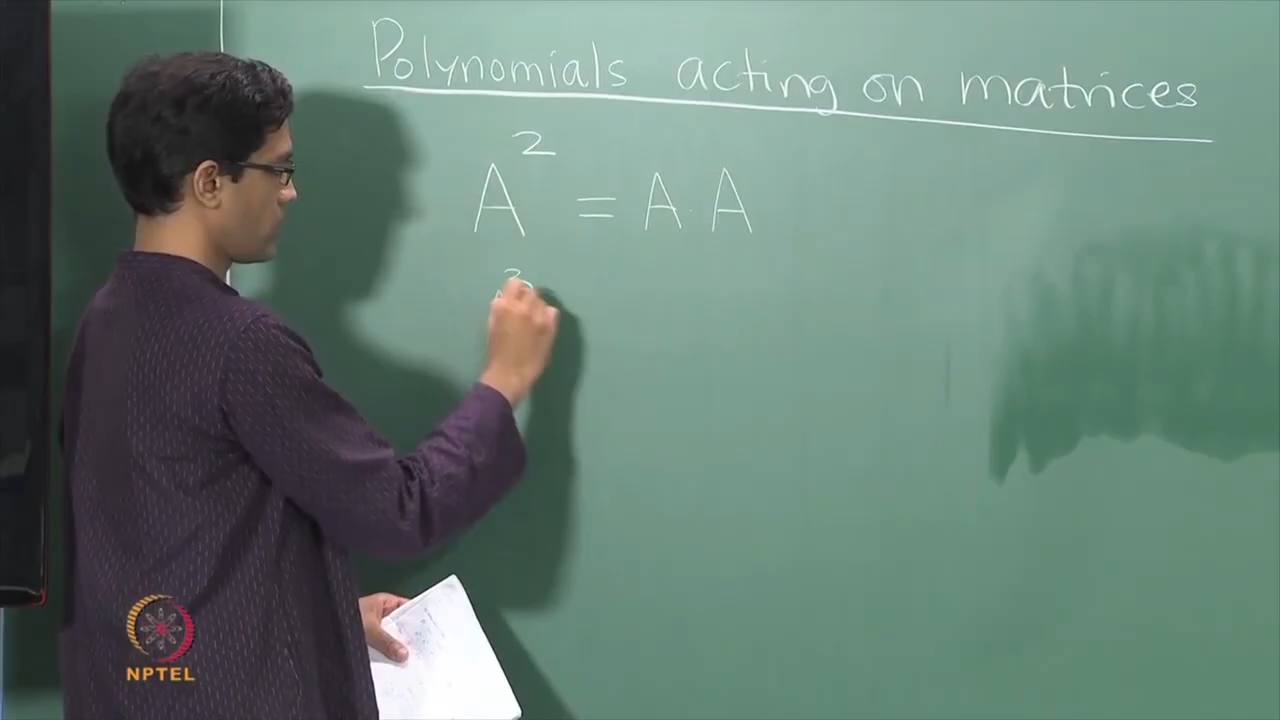 Polynomials acting on matrices
A² = A.A
NPTEL